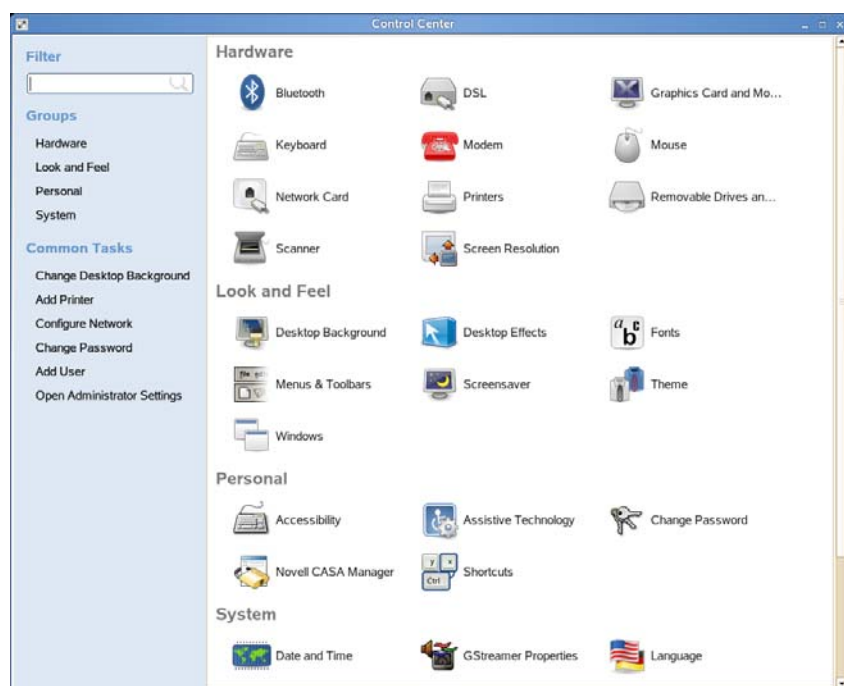 Control Center
Filter
Groups
Hardware
Look and Feel
Personal
System
Common Tasks
Change Desktop Background
Add Printer
Configure Network
Change Password
Add User
Open Administrator Settings
Hardware
Bluetooth
DSL
Graphics Card and Mo...
Keyboard
Modem
Mouse
Network Card
Printers
Removable Drives an...
Scanner
Screen Resolution
Look and Feel
Desktop Background
Desktop Effects
a b c
Fonts
file
Menus & Toolbars
Screensaver
Theme
Windows
Personal
Accessibility
Assistive Technology
Change Password
Novell CASA Manager
y x
Ctrl
Shortcuts
System
Date and Time
GStreamer Properties
Language